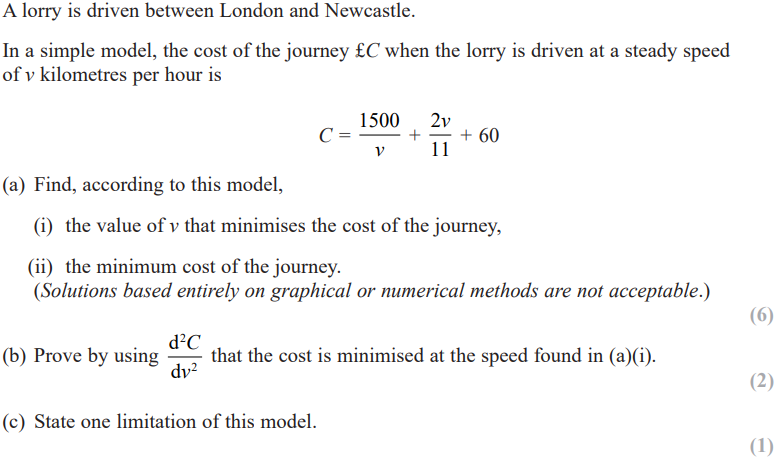 A lorry is driven between London and Newcastle.
In a simple model, the cost of the journey £C when the lorry is driven at a steady speed
of v kilometres per hour is
C = 1500/v + 2v/11 + 60
(a) Find, according to this model,
(i) the value of v that minimises the cost of the journey,
(ii) the minimum cost of the journey.
(Solutions based entirely on graphical or numerical methods are not acceptable.)
(6)
(b) Prove by using d²C/dv² that the cost is minimised at the speed found in (a)(i).
(2)
(c) State one limitation of this model.
(1)